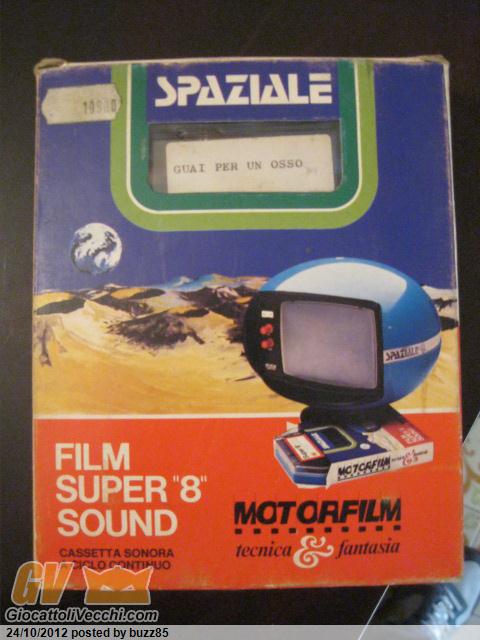 SPAZIALE
GUAI PER UN OSSO
SPAZIALE
FILM
SUPER "8"
SOUND
MOTORFILM
MOTORFILM
tecnica & fantasia
CASSETTA SONORA
A CICLO CONTINUO
GV
GiocattoliVecchi.com
24/10/2012 posted by buzz85